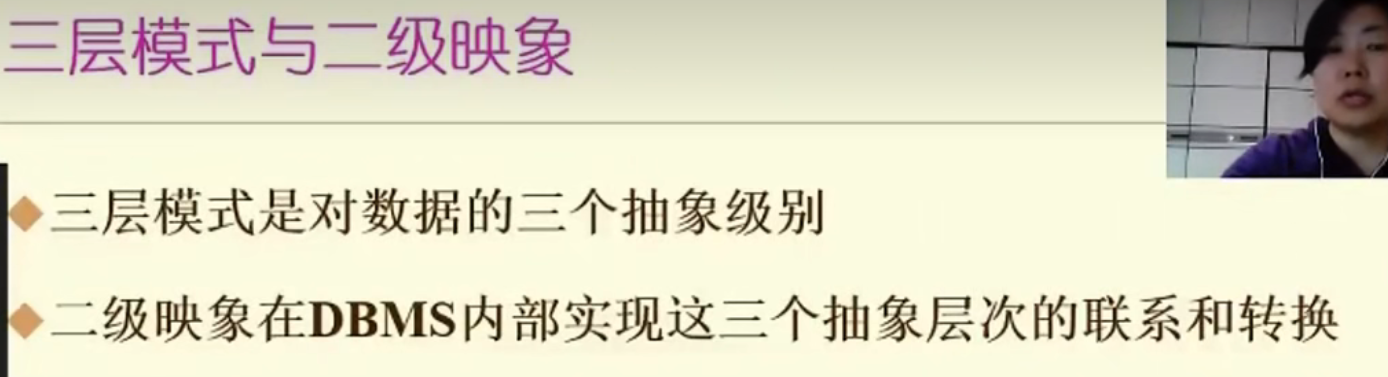 三层模式与二级映象
三层模式是对数据的三个抽象级别
二级映象在DBMS内部实现这三个抽象层次的联系和转换